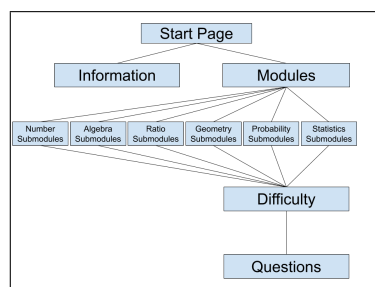 Start Page
Information
Modules
Number
Submodules
Algebra
Submodules
Ratio
Submodules
Geometry
Submodules
Probability
Submodules
Statistics
Submodules
Difficulty
Questions